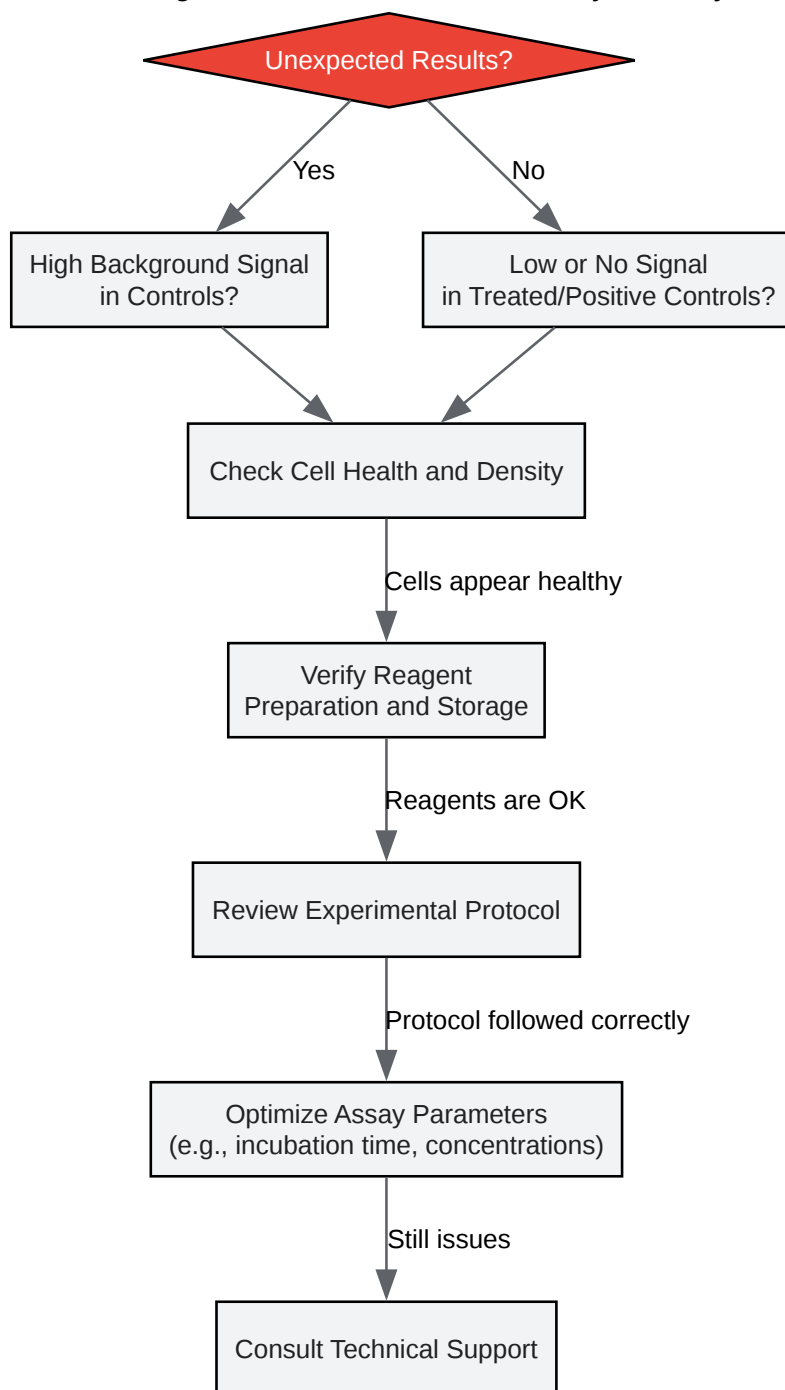 Unexpected Results?
Yes
No
High Background Signal
in Controls?
Low or No Signal
in Treated/Positive Controls?
Check Cell Health and Density
Cells appear healthy
Verify Reagent
Preparation and Storage
Reagents are OK
Review Experimental Protocol
Protocol followed correctly
Optimize Assay Parameters
(e.g., incubation time, concentrations)
Still issues
Consult Technical Support